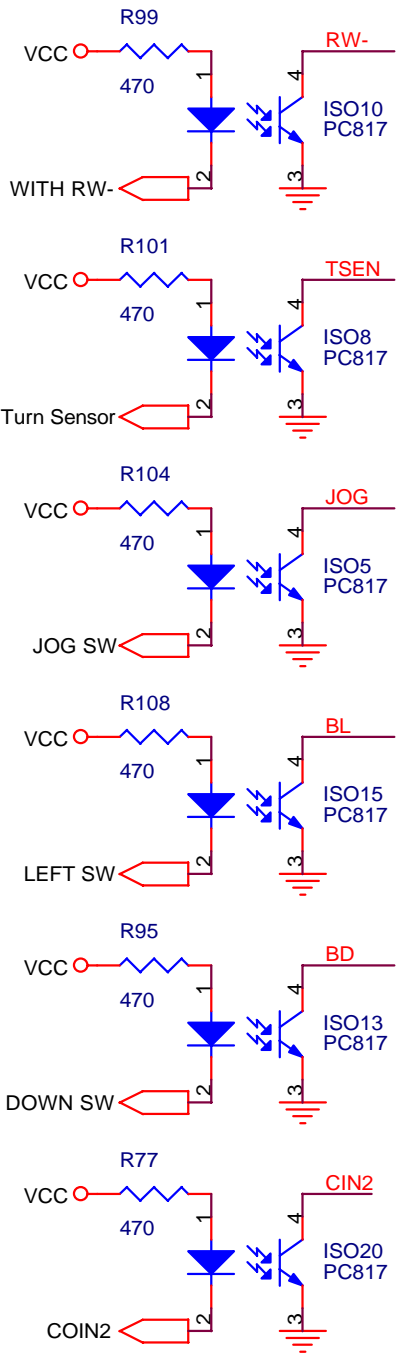 R99
RW-
VCC
470
1
4
ISO10
PC817
WITH RW-
2
3
R101
TSEN
VCC
470
1
4
ISO8
PC817
Turn Sensor
2
3
R104
JOG
VCC
470
1
4
ISO5
PC817
JOG SW
2
3
R108
BL
VCC
470
1
4
ISO15
PC817
LEFT SW
2
3
R95
BD
VCC
470
1
4
ISO13
PC817
DOWN SW
2
3
R77
CIN2
VCC
470
1
4
ISO20
PC817
COIN2
2
3